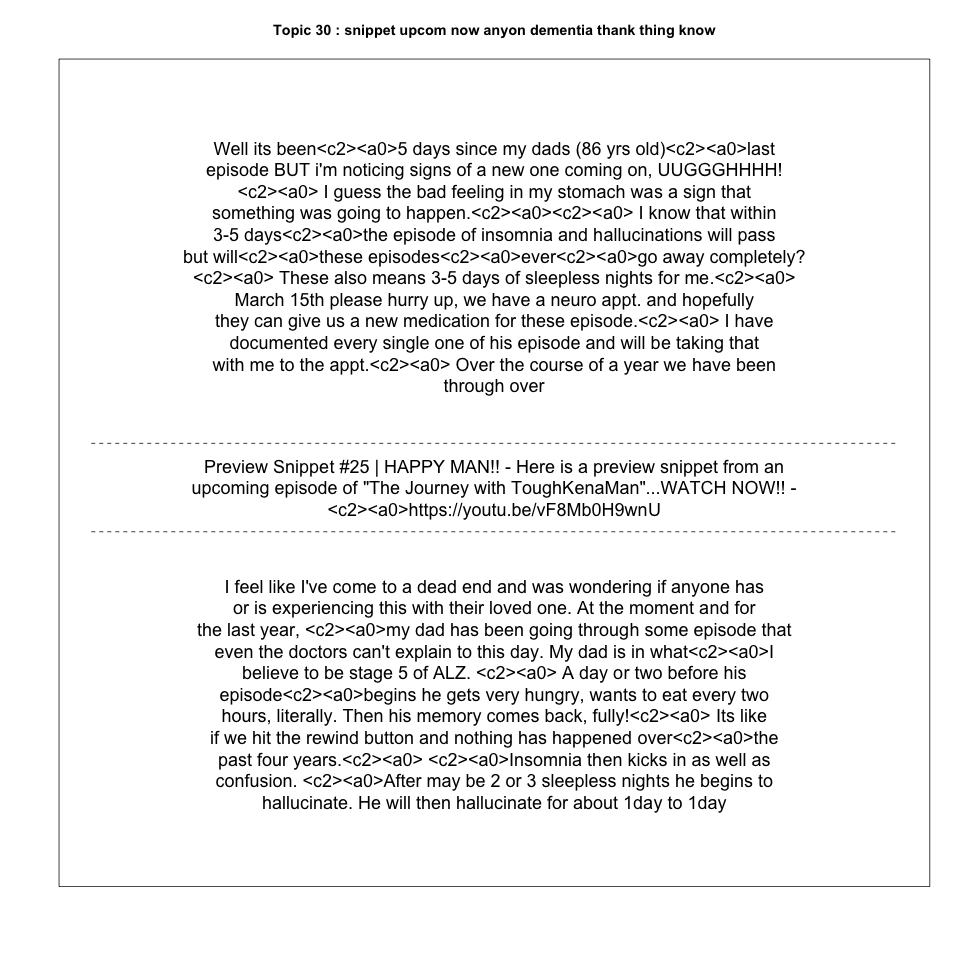 Topic 30 : snippet upcom now anyon dementia thank thing know
Well its been<c2><a0>5 days since my dads (86 yrs old)<c2><a0>last
episode BUT i'm noticing signs of a new one coming on, UUGGGHHHH!
<c2><a0> I guess the bad feeling in my stomach was a sign that
something was going to happen.<c2><a0><c2><a0> I know that within
3-5 days<c2><a0>the episode of insomnia and hallucinations will pass
but will<c2><a0>these episodes<c2><a0>ever<c2><a0>go away completely?
<c2><a0> These also means 3-5 days of sleepless nights for me.<c2><a0>
March 15th please hurry up, we have a neuro appt. and hopefully
they can give us a new medication for these episode.<c2><a0> I have
documented every single one of his episode and will be taking that
with me to the appt.<c2><a0> Over the course of a year we have been
through over
Preview Snippet #25 | HAPPY MAN!! - Here is a preview snippet from an
upcoming episode of "The Journey with ToughKenaMan"...WATCH NOW!! -
<c2><a0>https://youtu.be/vF8Mb0H9wnU
I feel like I've come to a dead end and was wondering if anyone has
or is experiencing this with their loved one. At the moment and for
the last year, <c2><a0>my dad has been going through some episode that
even the doctors can't explain to this day. My dad is in what<c2><a0>I
believe to be stage 5 of ALZ. <c2><a0> A day or two before his
episode<c2><a0>begins he gets very hungry, wants to eat every two
hours, literally. Then his memory comes back, fully!<c2><a0> Its like
if we hit the rewind button and nothing has happened over<c2><a0>the
past four years.<c2><a0> <c2><a0>Insomnia then kicks in as well as
confusion. <c2><a0>After may be 2 or 3 sleepless nights he begins to
hallucinate. He will then hallucinate for about 1day to 1day